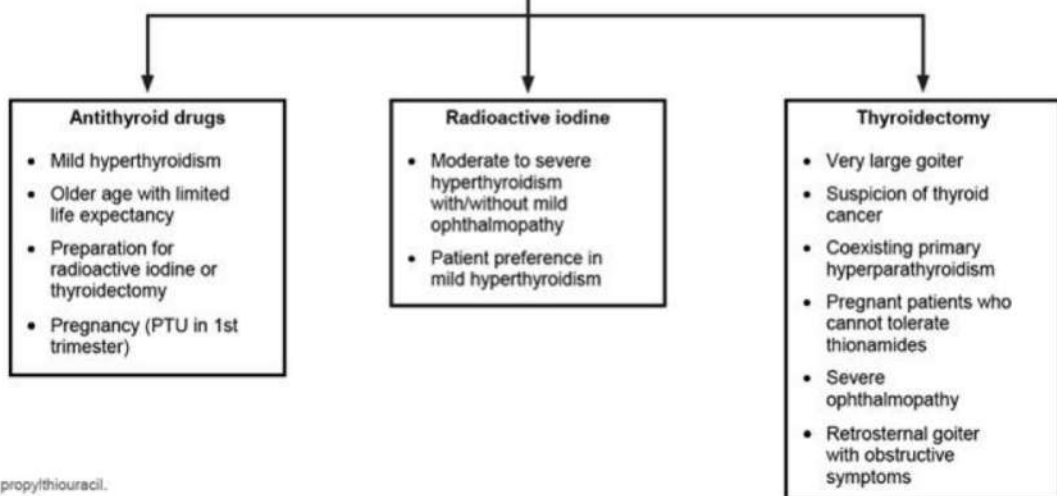 Antithyroid drugs
• Mild hyperthyroidism
• Older age with limited
life expectancy
• Preparation for
radioactive iodine or
thyroidectomy
• Pregnancy (PTU in 1st
trimester)
Radioactive iodine
• Moderate to severe
hyperthyroidism
with/without mild
ophthalmopathy
• Patient preference in
mild hyperthyroidism
Thyroidectomy
• Very large goiter
• Suspicion of thyroid
cancer
• Coexisting primary
hyperparathyroidism
• Pregnant patients who
cannot tolerate
thionamides
• Severe
ophthalmopathy
• Retrosternal goiter
with obstructive
symptoms
propylthiouracil.